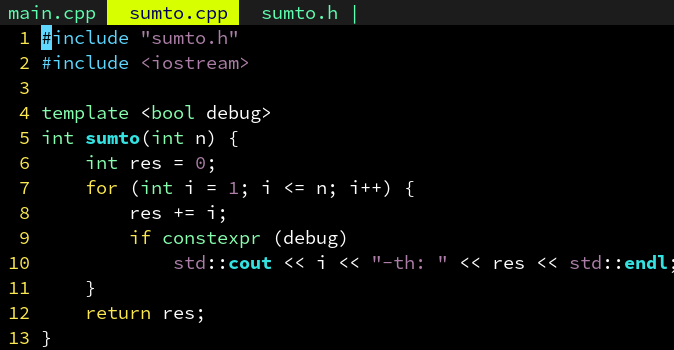 main.cpp sumto.cpp sumto.h |
1 #include "sumto.h"
2 #include <iostream>
3
4 template <bool debug>
5 int sumto(int n) {
6     int res = 0;
7     for (int i = 1; i <= n; i++) {
8         res += i;
9         if constexpr (debug)
10             std::cout << i << "-th: " << res << std::endl;
11     }
12     return res;
13 }